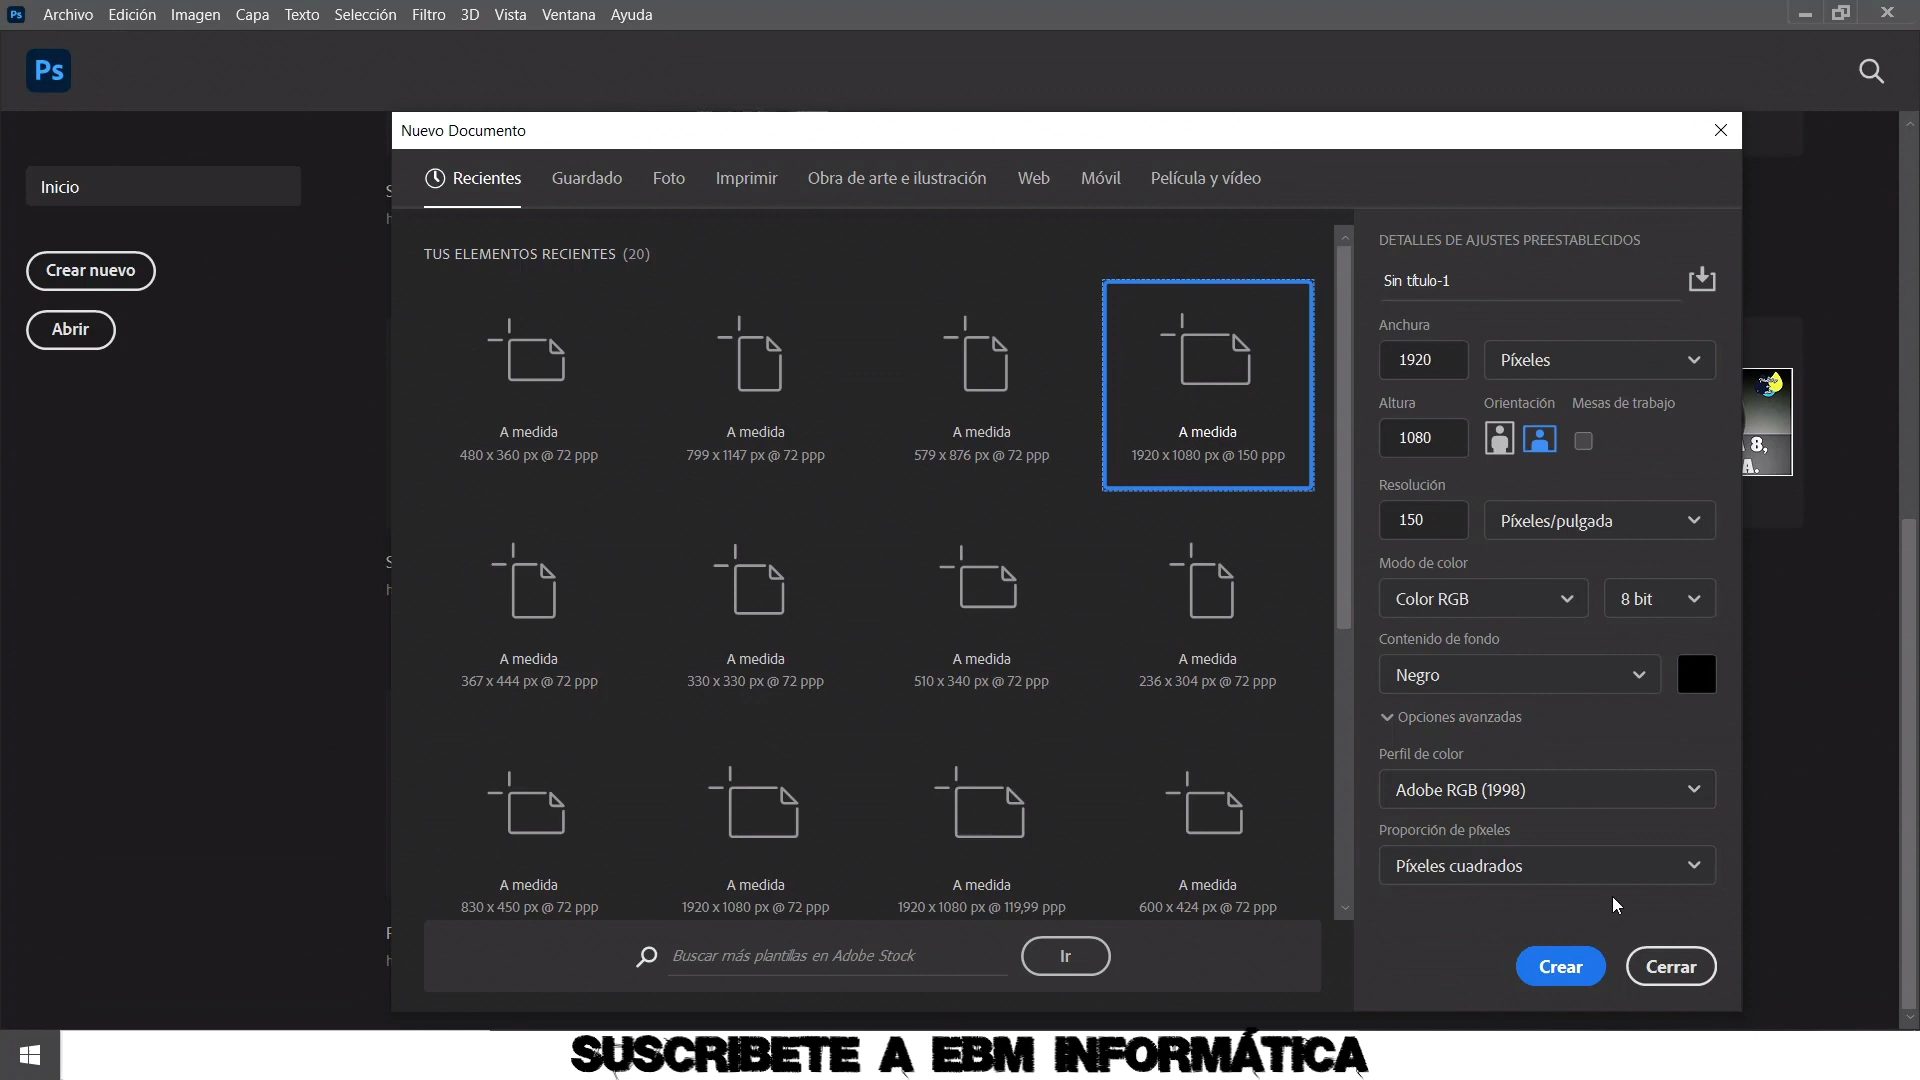 Ps Archivo Edición Imagen Capa Texto Selección Filtro 3D Vista Ventana Ayuda
Ps
Inicio
Crear nuevo
Abrir
Nuevo Documento
Recientes Guardado Foto Imprimir Obra de arte e ilustración Web Móvil Película y vídeo
TUS ELEMENTOS RECIENTES (20)
A medida
480 x 360 px @ 72 ppp
A medida
799 x 1147 px @ 72 ppp
A medida
579 x 876 px @ 72 ppp
A medida
1920 x 1080 px @ 150 ppp
A medida
367 x 444 px @ 72 ppp
A medida
330 x 330 px @ 72 ppp
A medida
510 x 340 px @ 72 ppp
A medida
236 x 304 px @ 72 ppp
A medida
830 x 450 px @ 72 ppp
A medida
1920 x 1080 px @ 72 ppp
A medida
1920 x 1080 px @ 119,99 ppp
A medida
600 x 424 px @ 72 ppp
Buscar más plantillas en Adobe Stock
Ir
DETALLES DE AJUSTES PREESTABLECIDOS
Sin título-1
Anchura
1920 Píxeles
Altura Orientación Mesas de trabajo
1080
Resolución
150 Píxeles/pulgada
Modo de color
Color RGB 8 bit
Contenido de fondo
Negro
Opciones avanzadas
Perfil de color
Adobe RGB (1998)
Proporción de píxeles
Píxeles cuadrados
Crear Cerrar
8,
A.
SUSCRIBETE A EBM INFORMÁTICA